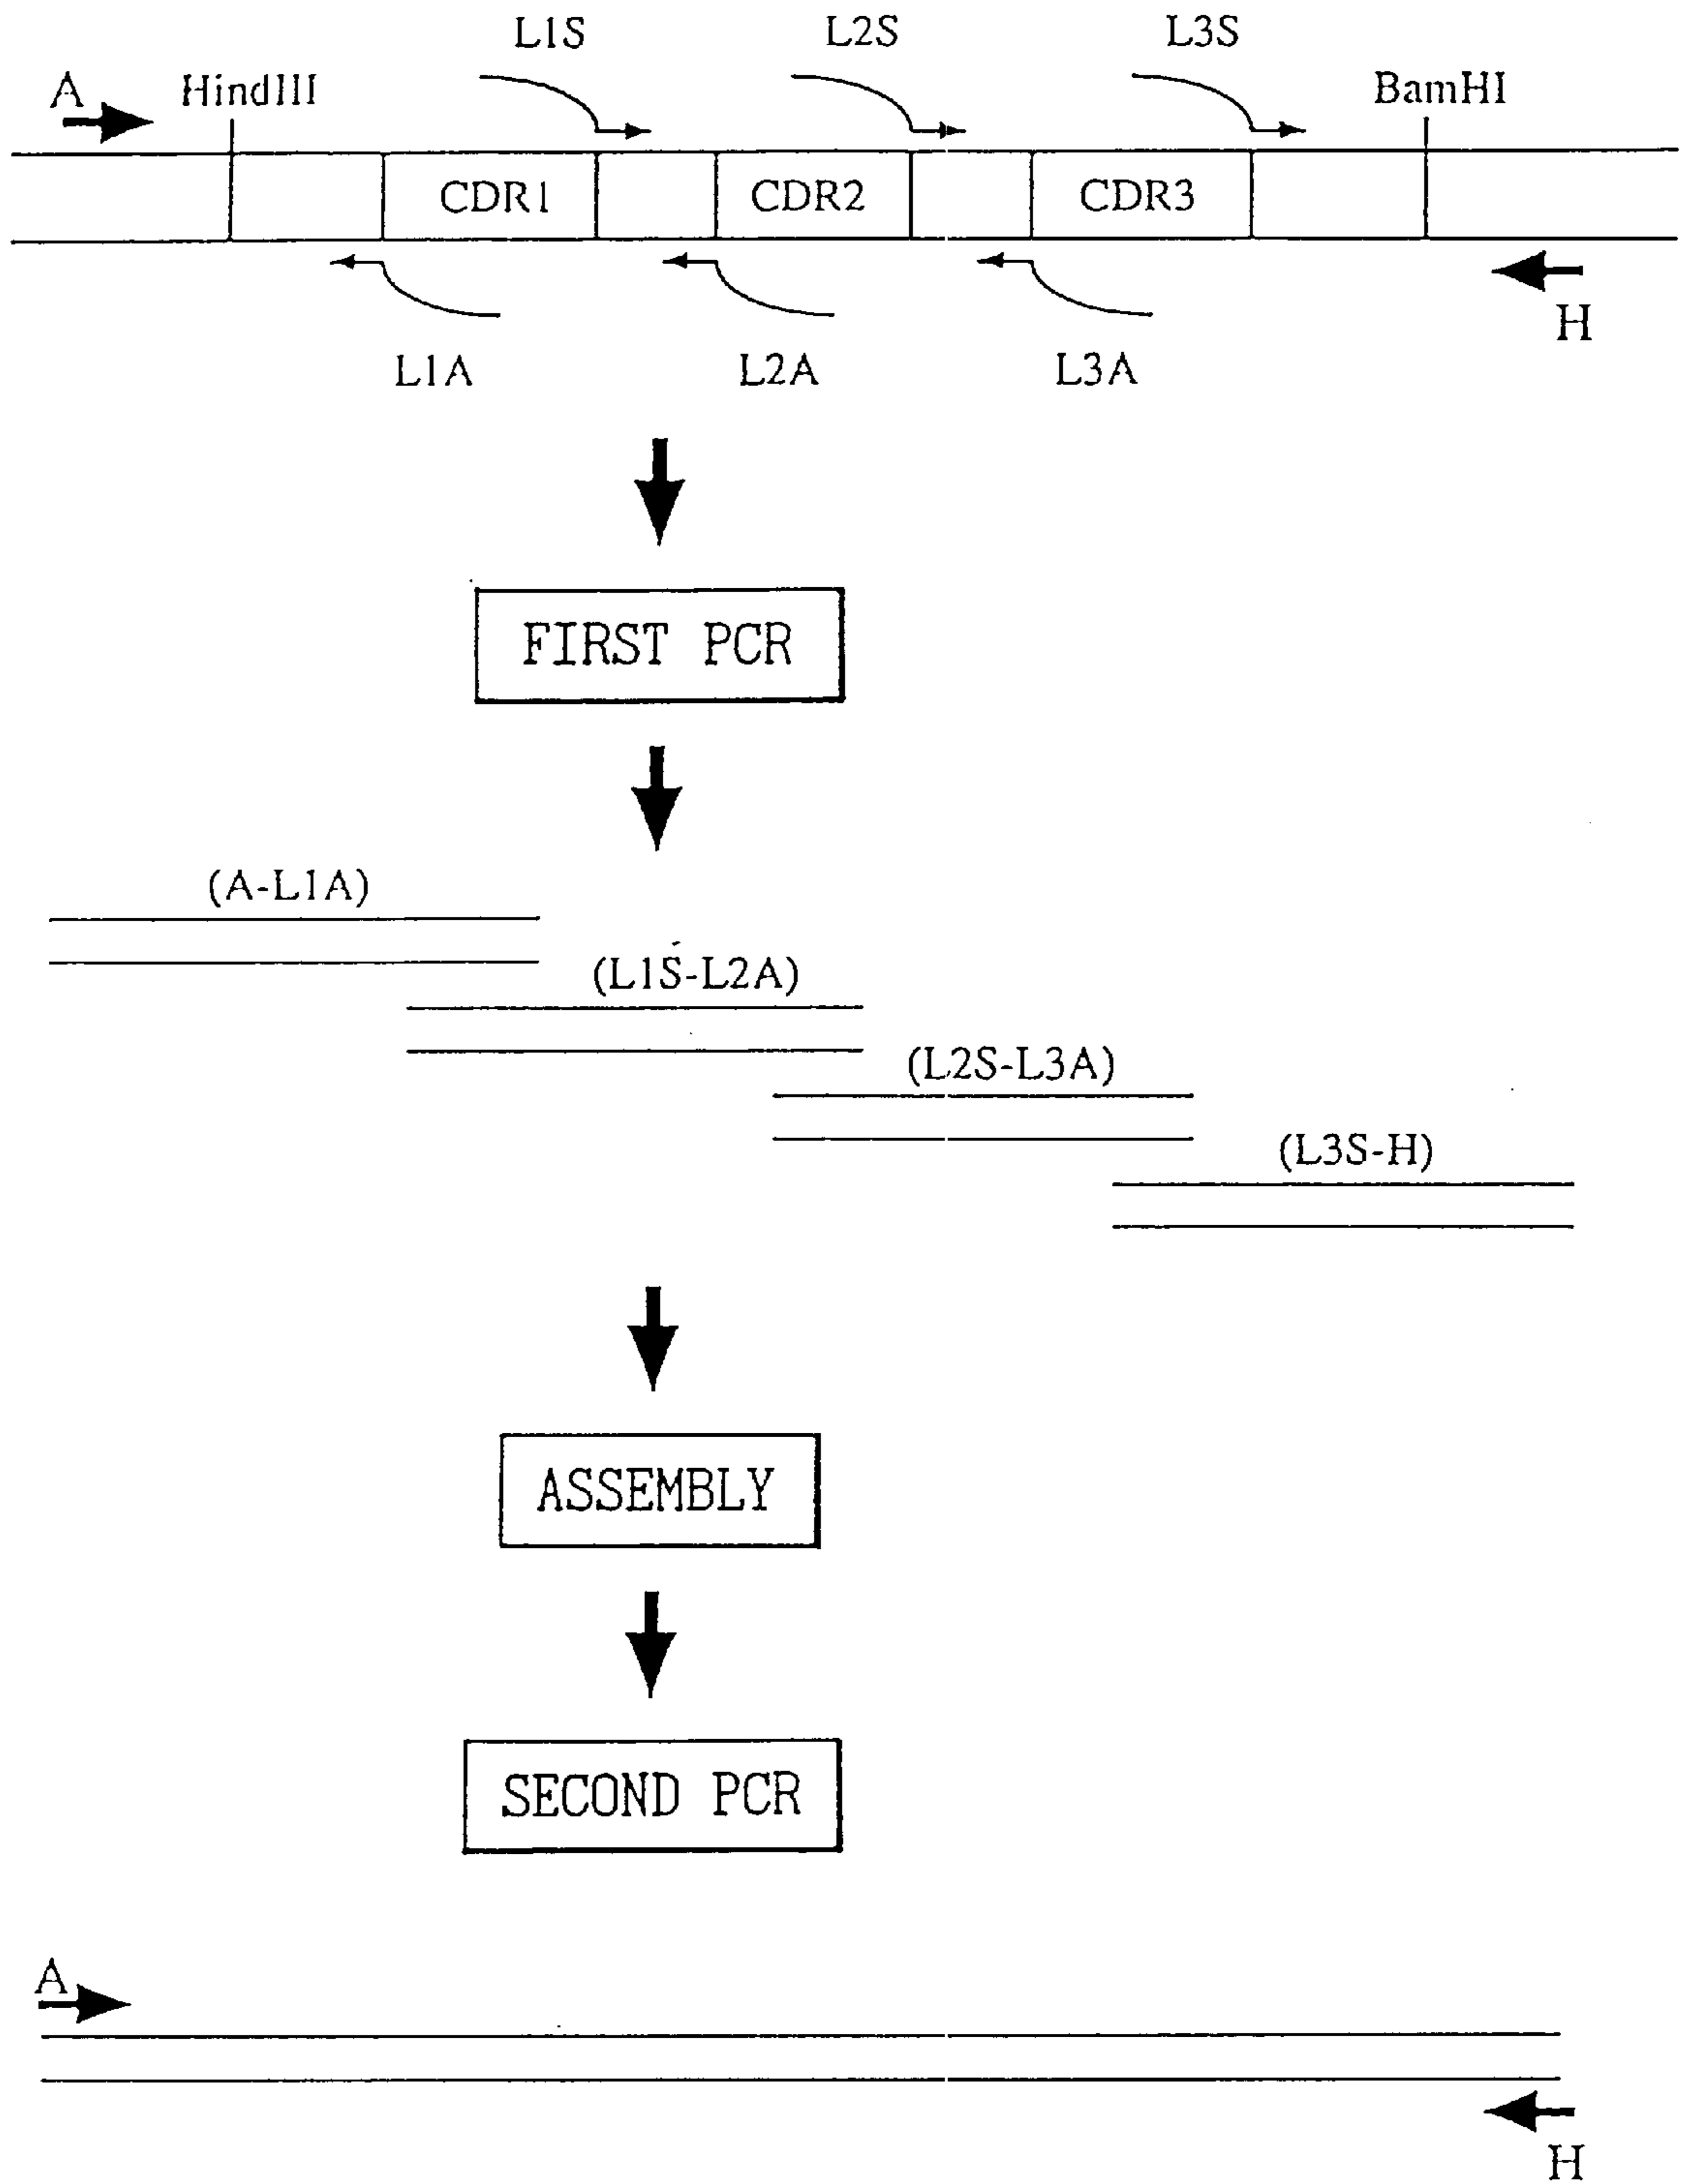 L1S
L2S
L3S
A
HindIII
BamHI
CDR1
CDR2
CDR3
H
L1A
L2A
L3A
FIRST PCR
(A-L1A)
(L1S-L2A)
(L2S-L3A)
(L3S-H)
ASSEMBLY
SECOND PCR
A
H